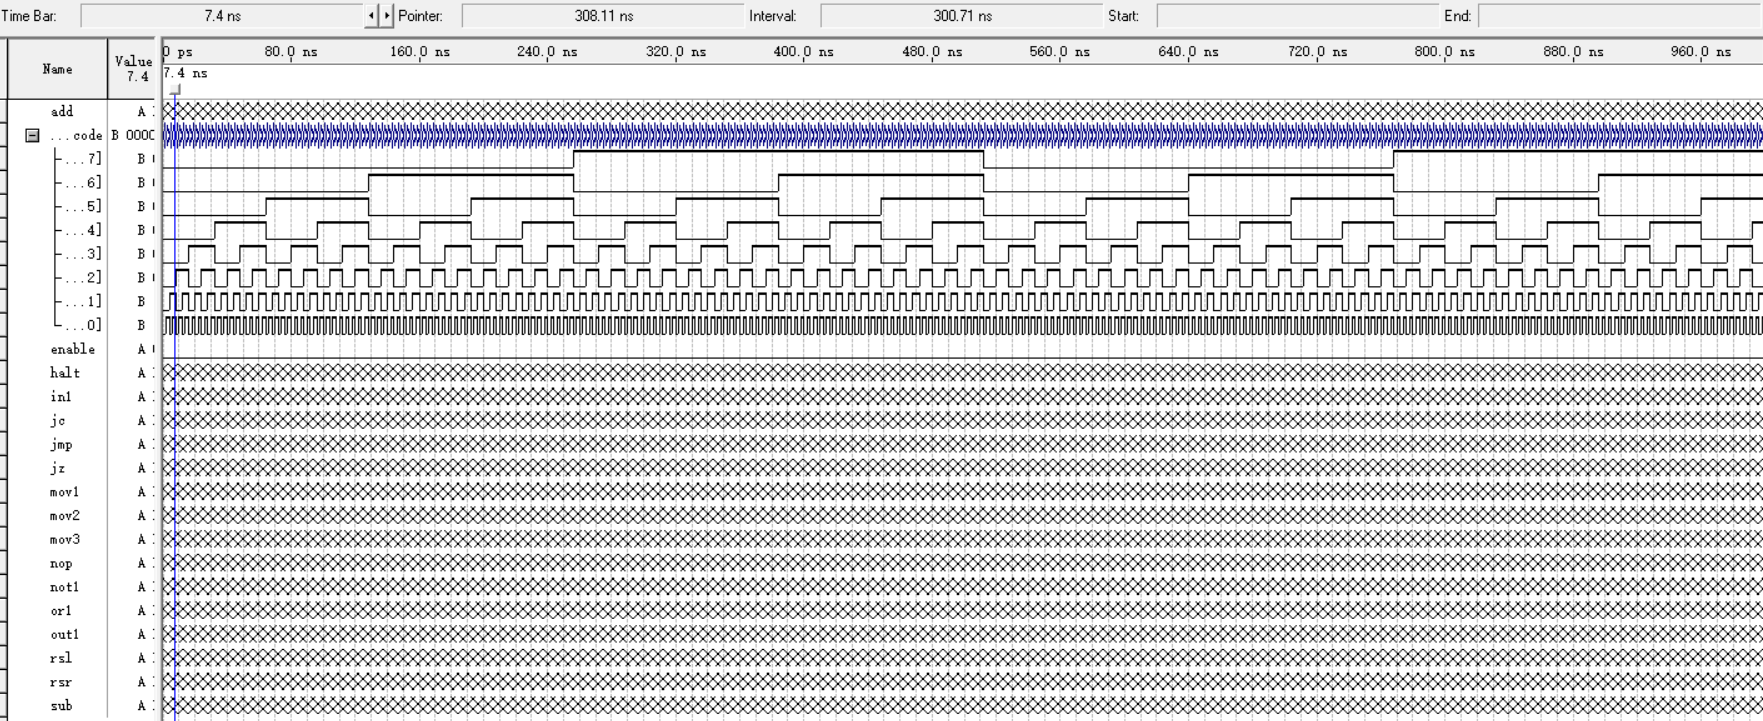 Time Bar: 7.4 ns Pointer: 308.11 ns Interval: 300.71 ns Start: End:
Name Value 7.4
0 ps 80.0 ns 160.0 ns 240.0 ns 320.0 ns 400.0 ns 480.0 ns 560.0 ns 640.0 ns 720.0 ns 800.0 ns 880.0 ns 960.0 ns
7.4 ns
add A
...code B 0000
...7] B
...6] B
...5] B
...4] B
...3] B
...2] B
...1] B
...0] B
enable A
halt A
in1 A
jc A
jmp A
jz A
mov1 A
mov2 A
mov3 A
nop A
not1 A
or1 A
out1 A
rsl A
rsr A
sub A